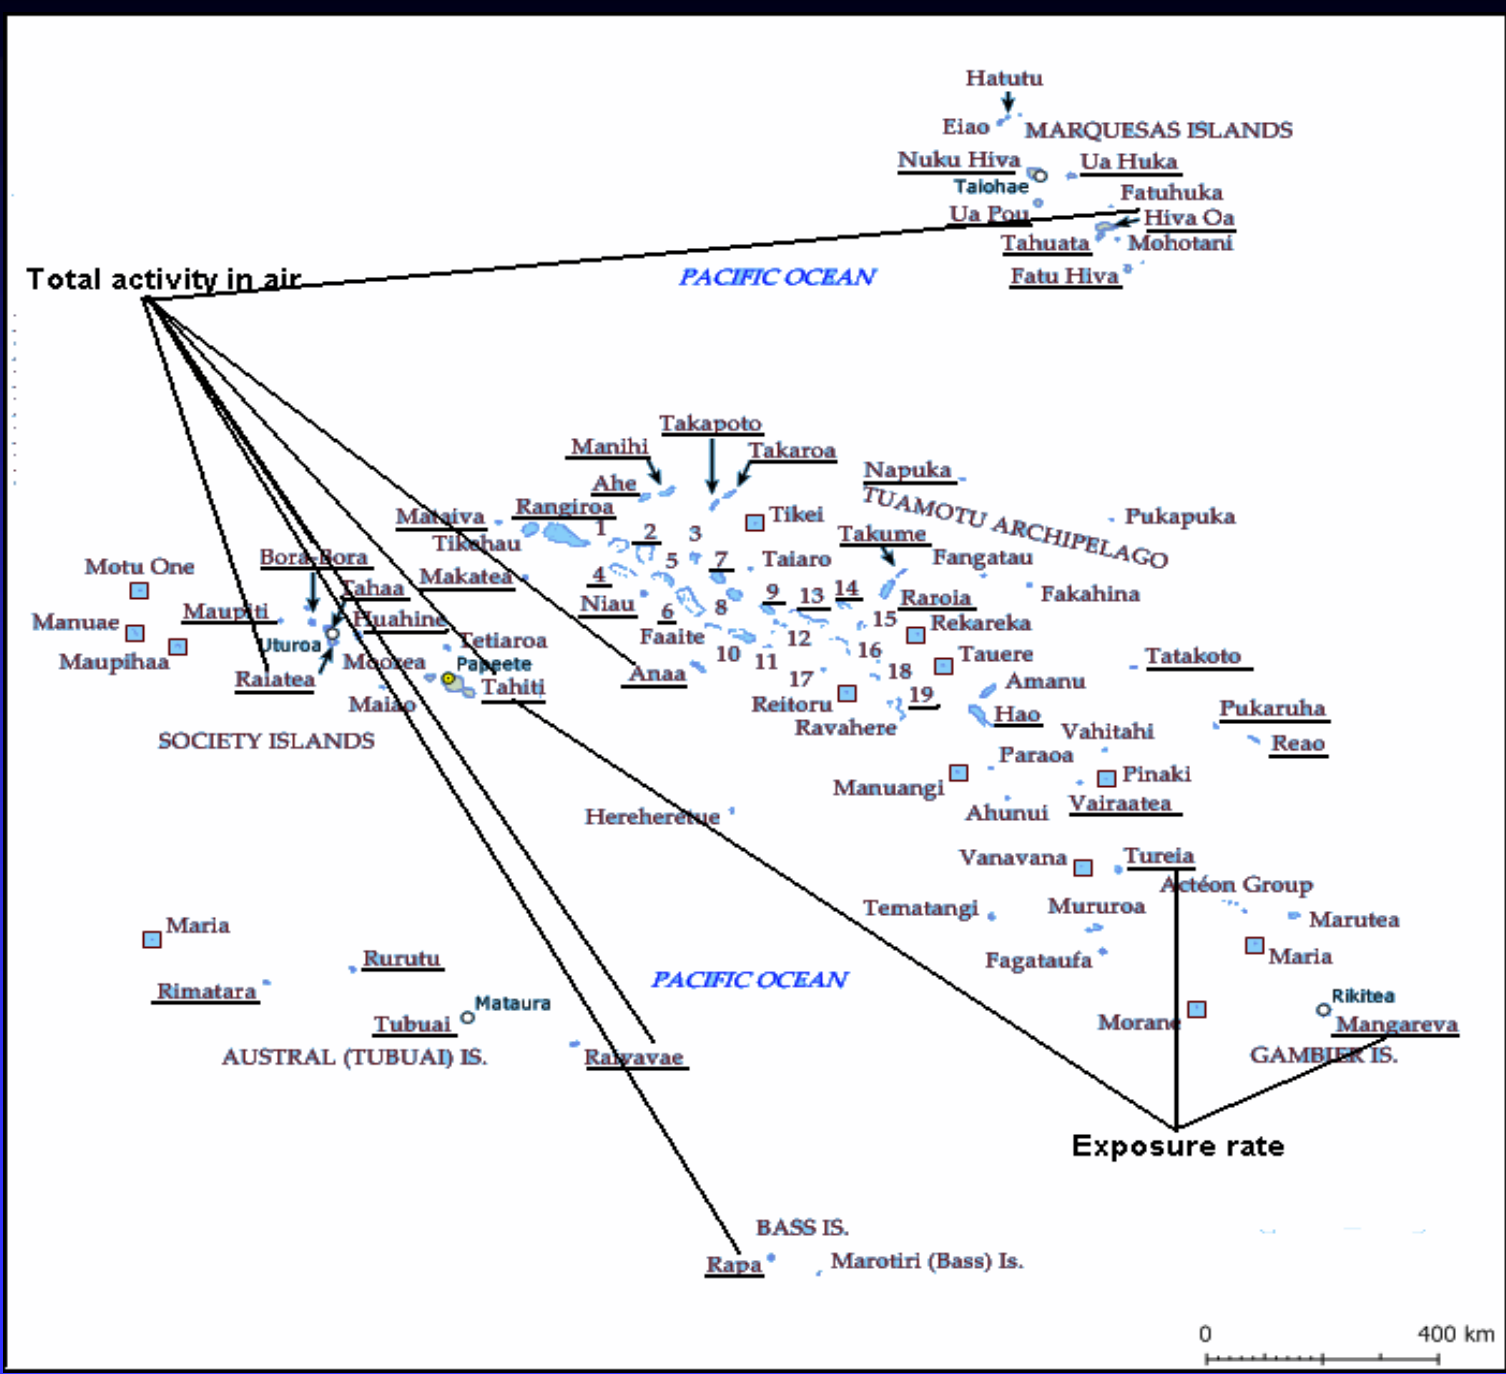 Hatutu
Eiao
MARQUESAS ISLANDS
Nuku Hiva
Ua Huka
Taiohae
Fatuhuka
Ua Pou
Hiva Oa
Tahuata
Mohotani
Fatu Hiva
Total activity in air
PACIFIC OCEAN
Takapoto
Manihi
Takaroa
Napuka
Ahe
TUAMOTU ARCHIPELAGO
Rangiroa
Mataiva
Tikehau
1
2
3
Tikei
Pukapuka
Takume
Fangatau
Bora-Bora
Motu One
Makatea
4
5
7
Taiaro
Tahaa
Niau
6
8
9
13
14
Raroia
Fakahina
Manuae
Maupiti
Huahine
Faaite
15
Rekareka
Maupihaa
Uturoa
Tetiaroa
Moorea
Papeete
10
11
12
16
Tauere
Tatakoto
Raiatea
Tahiti
Anaa
17
18
Amanu
Maiao
Reitoru
19
Hao
Pukaruha
Ravahere
SOCIETY ISLANDS
Vahitahi
Reao
Paraoa
Manuangi
Pinaki
Hereheretue
Ahunui
Vairaatea
Vanavana
Tureia
Actéon Group
Tematangi
Mururoa
Marutea
Maria
Rurutu
Fagataufa
Maria
Rimatara
PACIFIC OCEAN
Mataura
Rikitea
Tubuai
Morane
Mangareva
AUSTRAL (TUBUAI) IS.
Raivavae
GAMBIER IS.
Exposure rate
BASS IS.
Rapa
Marotiri (Bass) Is.
0
400 km